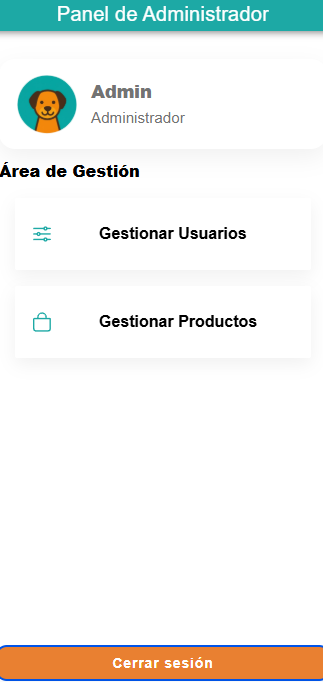 Panel de Administrador
Admin
Administrador
Área de Gestión
Gestionar Usuarios
Gestionar Productos
Cerrar sesión